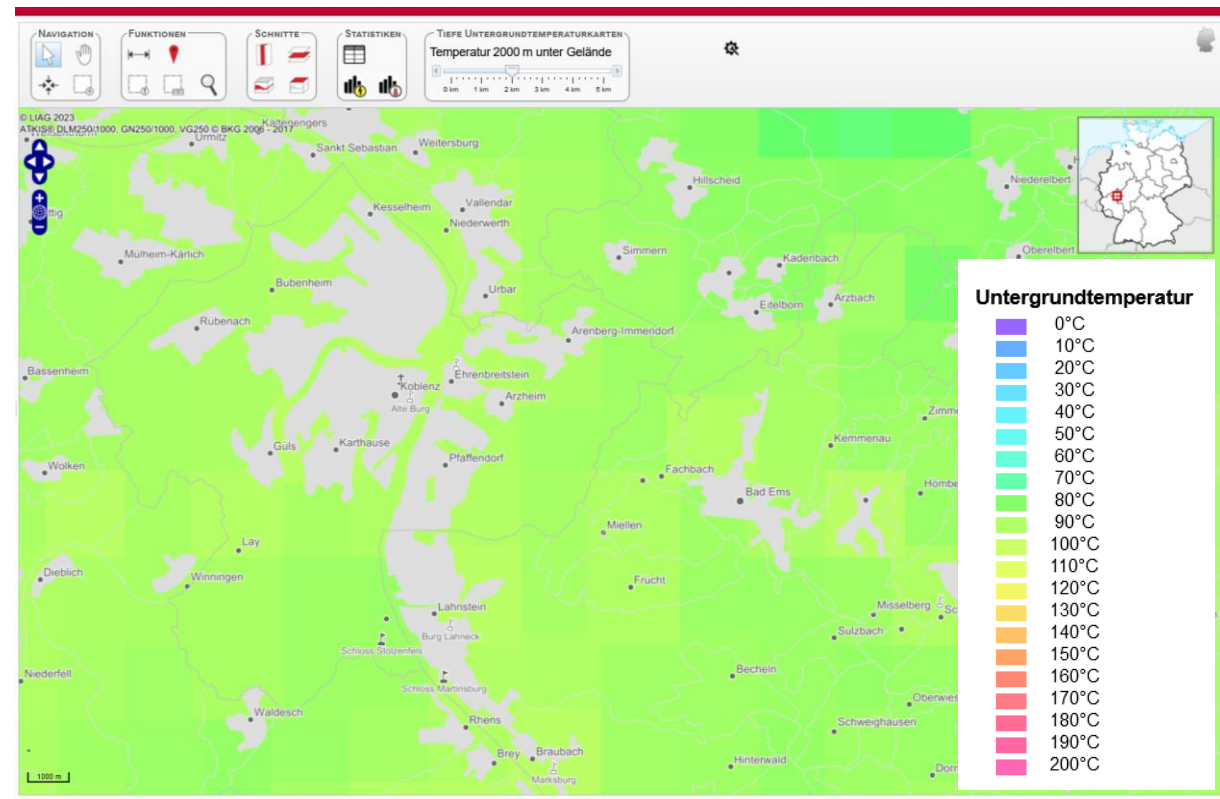 NAVIGATION
FUNKTIONEN
SCHNITTE
STATISTIKEN
TIEFE UNTERGRUNDTEMPERATURKARTEN
Temperatur 2000 m unter Gelände
0 km 1 km 2 km 3 km 4 km 5 km
© LIAG 2023
ATKIS® DLM250/1000, GN250/1000, VG250 © BKG 2006 - 2017
Kaltenengers
Urmitz
Sankt Sebastian
Weitersburg
Hillscheid
Niederelbert
Kesselheim
Vallendar
Niederwerth
Mülheim-Kärlich
Simmern
Kadenbach
Oberelbert
Bubenheim
Urbar
Eitelborn
Arzbach
Rübenach
Arenberg-Immendorf
Bassenheim
Ehrenbreitstein
Koblenz
Alte Burg
Arzheim
Güls
Karthause
Kemmenau
Pfaffendorf
Wolken
Fachbach
Bad Ems
Miellen
Lay
Dieblich
Winningen
Frücht
Lahnstein
Misselberg
Burg Lahneck
Sulzbach
Schloss Stolzenfels
Niederfell
Becheln
Schloss Martinsburg
Oberwies
Waldesch
Rhens
Schweighausen
Brey
Braubach
Hinterwald
Marksburg
1000 m
Untergrundtemperatur
0°C
10°C
20°C
30°C
40°C
50°C
60°C
70°C
80°C
90°C
100°C
110°C
120°C
130°C
140°C
150°C
160°C
170°C
180°C
190°C
200°C